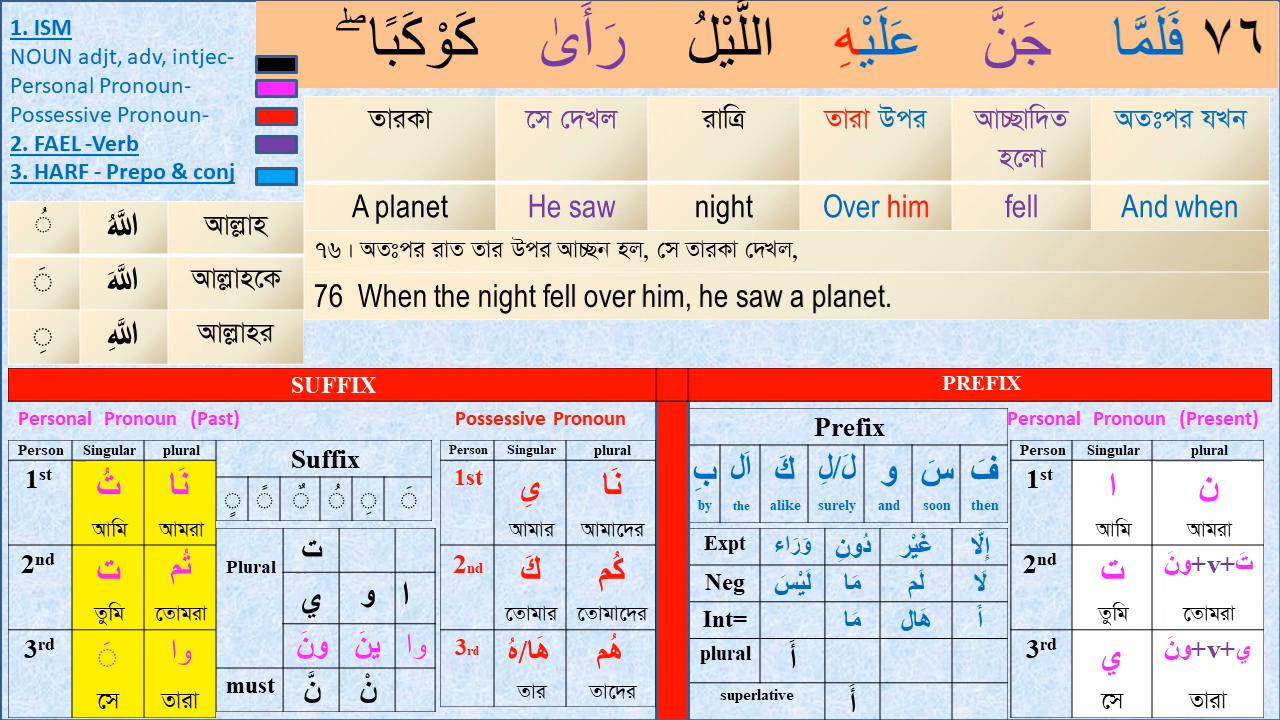 1. ISM
NOUN adjt, adv, intjec-
Personal Pronoun-
Possessive Pronoun-
2. FAEL -Verb
3. HARF - Prepo & conj
٧٦ فَلَمَّا جَنَّ عَلَيْهِ اللَّيْلُ رَأَىٰ كَوْكَبًا ۖ
তারকা সে দেখল রাত্রি তারা উপর আচ্ছাদিত হলো অতঃপর যখন
A planet He saw night Over him fell And when
৭৬। অতঃপর রাত তার উপর আচ্ছন হল, সে তারকা দেখল,
76 When the night fell over him, he saw a planet.
ُ اللَّهُ আল্লাহ
َ اللَّهَ আল্লাহকে
ِ اللَّهِ আল্লাহর
SUFFIX
Personal Pronoun (Past)
Person Singular plural
1st تُ نَا
আমি আমরা
2nd ت تُم
তুমি তোমরা
3rd َ وا
সে তারা
Suffix
ٍ ً ٌ ُ ِ َ
Plural ت
ي و ا
ونَ ينَ وا
must نَّ نْ
Possessive Pronoun
Person Singular plural
1st يِ نَا
আমার আমাদের
2nd كَ كُم
তোমার তোমাদের
3rd هَا/هُ هُم
তার তাদের
PREFIX
Prefix
بِ اَل كَ لَ/لِ و سَ فَ
by the alike surely and soon then
Expt وَرَاء دُونِ غَيْر إِلَّا
Neg لَيْسَ مَا لَم لَا
Int= مَا هَال أَ
plural أَ
superlative أَ
Personal Pronoun (Present)
Person Singular plural
1st ا ن
আমি আমরা
2nd ت تَ+v+ونَ
তুমি তোমরা
3rd ي ي+v+ونَ
সে তারা